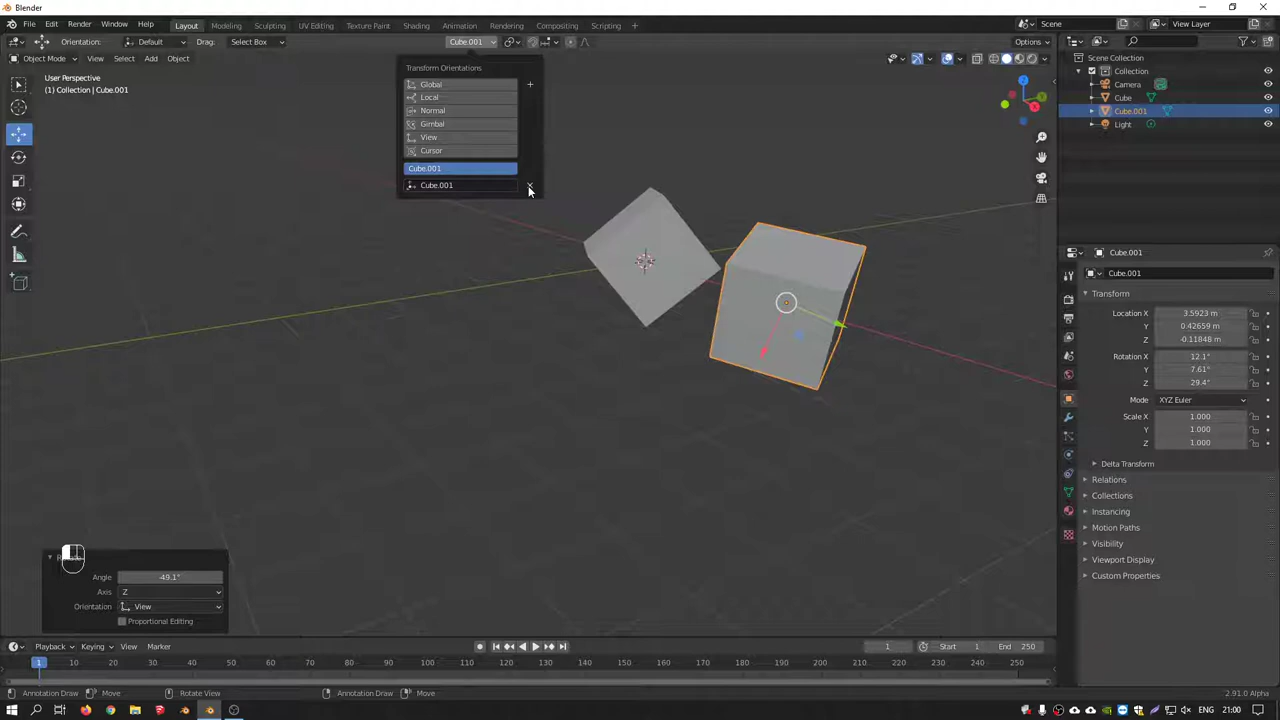 Blender
File Edit Render Window Help Layout Modeling Sculpting UV Editing Texture Paint Shading Animation Rendering Compositing Scripting + Scene View Layer
Orientation: Default Drag: Select Box Cube.001 Options
Object Mode View Select Add Object
User Perspective
(1) Collection | Cube.001
Transform Orientations
Global
Local
Normal
Gimbal
View
Cursor
Cube.001
Cube.001
Scene Collection
Collection
Camera
Cube
Cube.001
Light
Cube.001
Cube.001
Transform
Location X 3.5923 m
Y 0.42659 m
Z -0.11848 m
Rotation X 12.1°
Y 7.61°
Z 29.4°
Mode XYZ Euler
Scale X 1.000
Y 1.000
Z 1.000
Delta Transform
Relations
Collections
Instancing
Motion Paths
Visibility
Viewport Display
Custom Properties
Angle -49.1°
Axis Z
Orientation View
Proportional Editing
Playback Keying View Marker 1 Start 1 End 250
1 10 20 30 40 50 60 70 80 90 100 110 120 130 140 150 160 170 180 190 200 210 220 230 240 250
Annotation Draw Move Rotate View Annotation Draw Move 2.91.0 Alpha
ENG 21:00